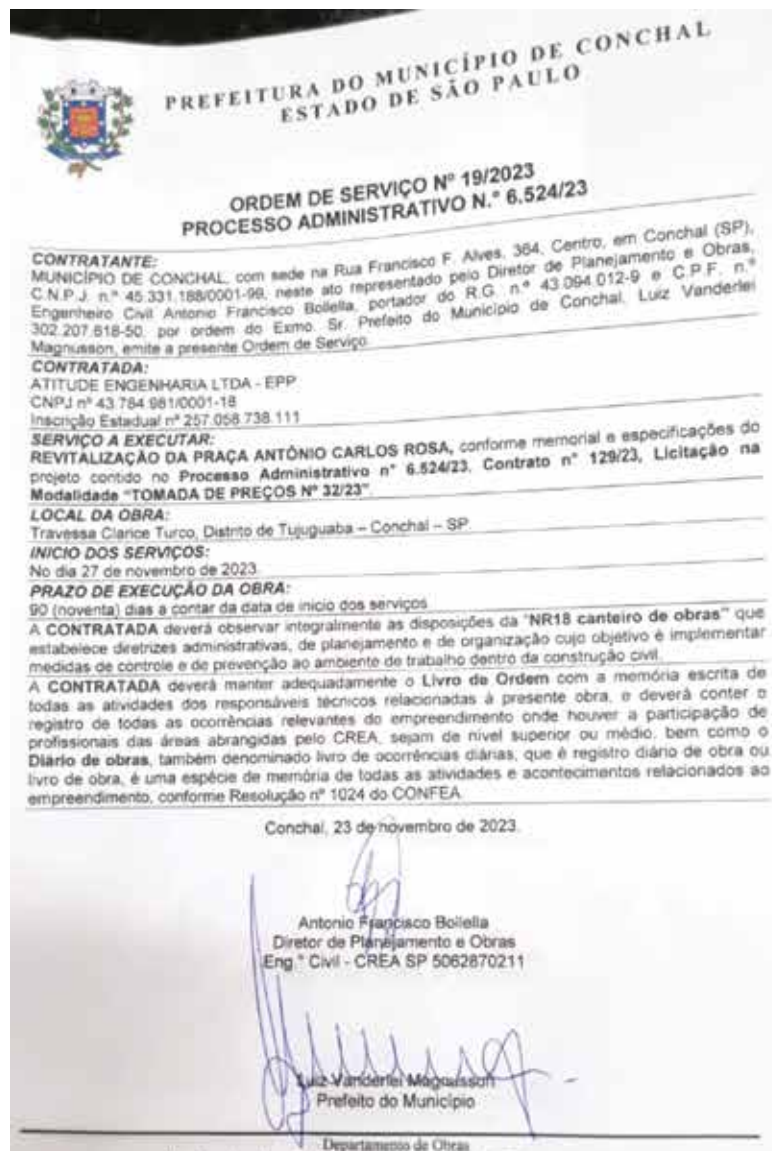 PREFEITURA DO MUNICÍPIO DE CONCHAL
ESTADO DE SÃO PAULO
ORDEM DE SERVIÇO Nº 19/2023
PROCESSO ADMINISTRATIVO N.° 6.524/23
CONTRATANTE:
MUNICÍPIO DE CONCHAL, com sede na Rua Francisco F. Alves, 364, Centro, em Conchal (SP),
C.N.P.J. n.º 45.331.188/0001-99, neste ato representado pelo Diretor de Planejamento e Obras,
Engenheiro Civil Antonio Francisco Bollella, portador do R.G. n.º 43.094.012-9 e C.P.F. n.º
302.207.618-50, por ordem do Exmo. Sr. Prefeito do Município de Conchal, Luiz Vanderlei
Magnusson, emite a presente Ordem de Serviço.
CONTRATADA:
ATITUDE ENGENHARIA LTDA - EPP
CNPJ nº 43.784.981/0001-18
Inscrição Estadual nº 257.058.738.111
SERVIÇO A EXECUTAR:
REVITALIZAÇÃO DA PRAÇA ANTÔNIO CARLOS ROSA, conforme memorial e especificações do
projeto contido no Processo Administrativo n° 6.524/23, Contrato n° 129/23, Licitação na
Modalidade "TOMADA DE PREÇOS Nº 32/23".
LOCAL DA OBRA:
Travessa Clarice Turco, Distrito de Tujuguaba – Conchal – SP.
INICIO DOS SERVIÇOS:
No dia 27 de novembro de 2023.
PRAZO DE EXECUÇÃO DA OBRA:
90 (noventa) dias a contar da data de inicio dos serviços
A CONTRATADA deverá observar integralmente as disposições da "NR18 canteiro de obras" que
estabelece diretrizes administrativas, de planejamento e de organização cujo objetivo é implementar
medidas de controle e de prevenção ao ambiente de trabalho dentro da construção civil.
A CONTRATADA deverá manter adequadamente o Livro de Ordem com a memória escrita de
todas as atividades dos responsáveis técnicos relacionadas à presente obra, e deverá conter o
registro de todas as ocorrências relevantes do empreendimento onde houver a participação de
profissionais das áreas abrangidas pelo CREA, sejam de nível superior ou médio, bem como o
Diário de obras, também denominado livro de ocorrências diárias, que é registro diário de obra ou
livro de obra, é uma espécie de memória de todas as atividades e acontecimentos relacionados ao
empreendimento, conforme Resolução nº 1024 do CONFEA.
Conchal, 23 de novembro de 2023.
Antonio Francisco Bollella
Diretor de Planejamento e Obras
Eng.° Civil - CREA SP 5062870211
Luiz Vanderlei Magnusson
Prefeito do Município
Departamento de Obras